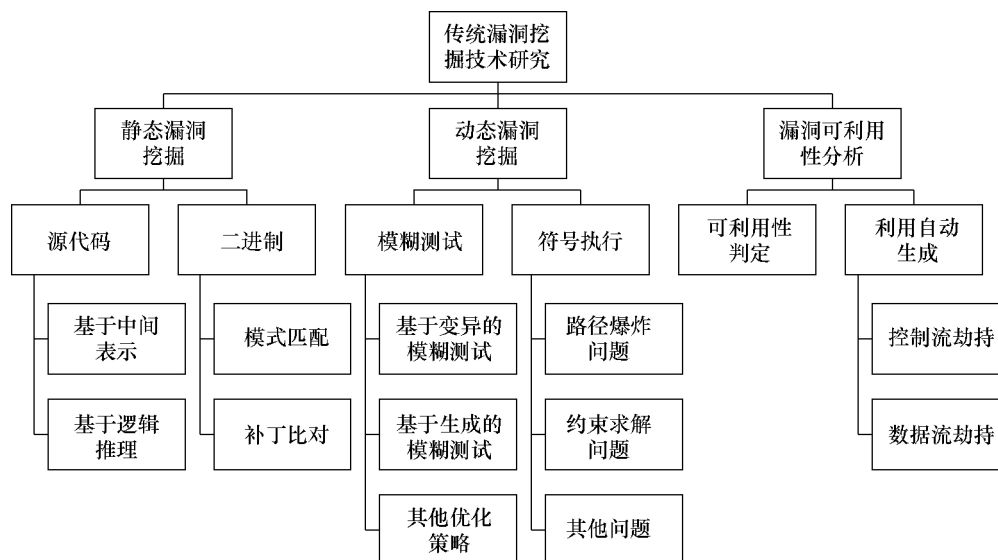 传统漏洞挖
掘技术研究
静态漏洞
挖掘
动态漏洞
挖掘
漏洞可利用
性分析
源代码
二进制
模糊测试
符号执行
可利用性
判定
利用自动
生成
基于中间
表示
模式匹配
基于变异的
模糊测试
路径爆炸
问题
控制流劫持
基于逻辑
推理
补丁比对
基于生成的
模糊测试
约束求解
问题
数据流劫持
其他优化
策略
其他问题